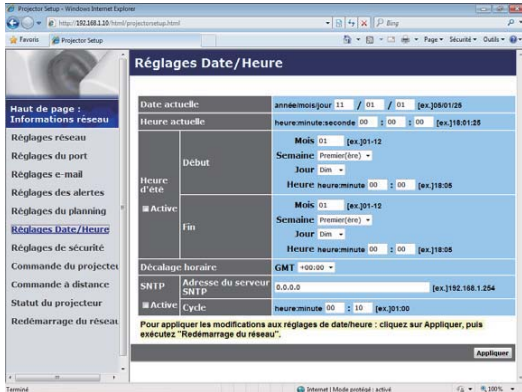 Projector Setup - Windows Internet Explorer
http://192.168.1.10/html/projectorsetup.html
Bing
Favoris
Projector Setup
Page
Sécurité
Outils
Réglages Date/Heure
Haut de page :
Informations réseau
Réglages réseau
Réglages du port
Réglages e-mail
Réglages des alertes
Réglages du planning
Réglages Date/Heure
Réglages de sécurité
Commande du projecteu
Commande à distance
Statut du projecteur
Redémarrage du réseau
Date actuelle
année/mois/jour 11 / 01 / 01 [ex.]06/01/26
Heure actuelle
heure:minute:seconde 00 : 00 : 00 [ex.]18:01:26
Heure d'été
Active
Début
Mois 01 [ex.]01-12
Semaine Premier(ère)
Jour Dim
Heure heure:minute 00 : 00 [ex.]18:05
Fin
Mois 01 [ex.]01-12
Semaine Premier(ère)
Jour Dim
Heure heure:minute 00 : 00 [ex.]18:05
Décalage horaire
GMT +00:00
SNTP
Active
Adresse du serveur SNTP
0.0.0.0 [ex.]192.168.1.254
Cycle
heure:minute 00 : 10 [ex.]01:00
Pour appliquer les modifications aux réglages de date/heure : cliquez sur Appliquer, puis
exécutez "Redémarrage du réseau".
Appliquer
Terminé
Internet | Mode protégé : activé
100%